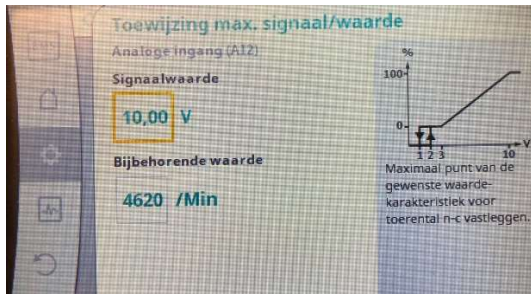 Toewijzing max. signaal/waarde
Analoge ingang (A12)
Signaalwaarde
10,00 V
Bijbehorende waarde
4620 /Min
%
100
0
1 2 3 10 V
Maximaal punt van de
gewenste waarde-
karakteristiek voor
toerental n-c vastleggen.